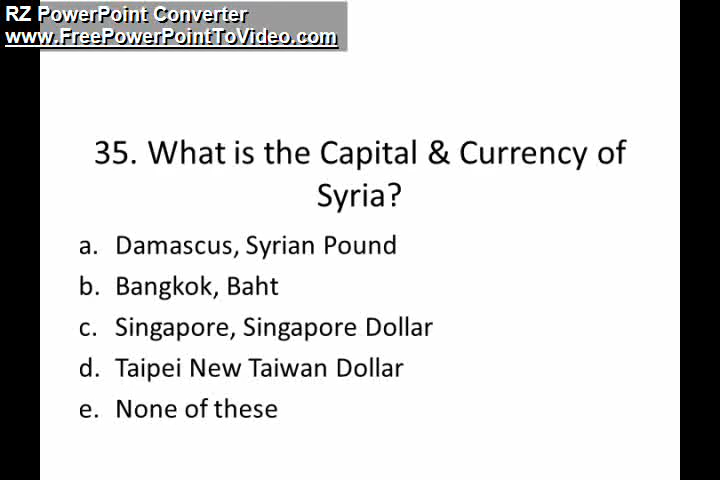 RZ PowerPoint Converter
www.FreePowerPointToVideo.com
35. What is the Capital & Currency of
Syria?
a. Damascus, Syrian Pound
b. Bangkok, Baht
c. Singapore, Singapore Dollar
d. Taipei New Taiwan Dollar
e. None of these